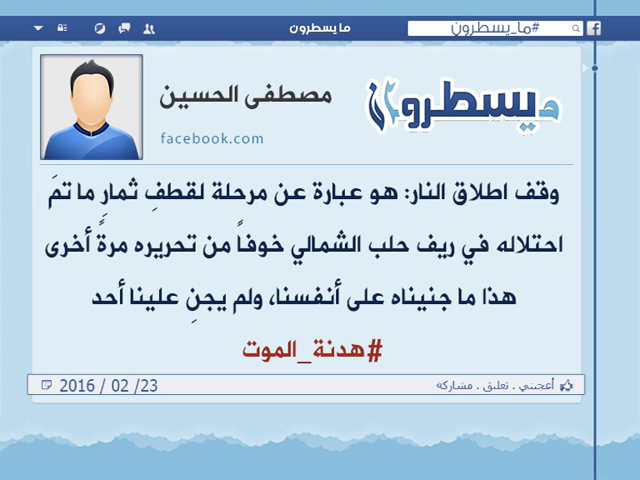 ما يسطرون
#ما_يسطرون
f
ما يسطرون
مصطفى الحسين
facebook.com
وقف اطلاق النار: هو عبارة عن مرحلة لقطفِ ثمارِ ما تمَ
احتلاله في ريف حلب الشمالي خوفاً من تحريره مرةً أخرى
هذا ما جنيناه على أنفسنا، ولم يجنِ علينا أحد
#هدنة_الموت
أعجبني . تعليق . مشاركه
2016 / 02 /23